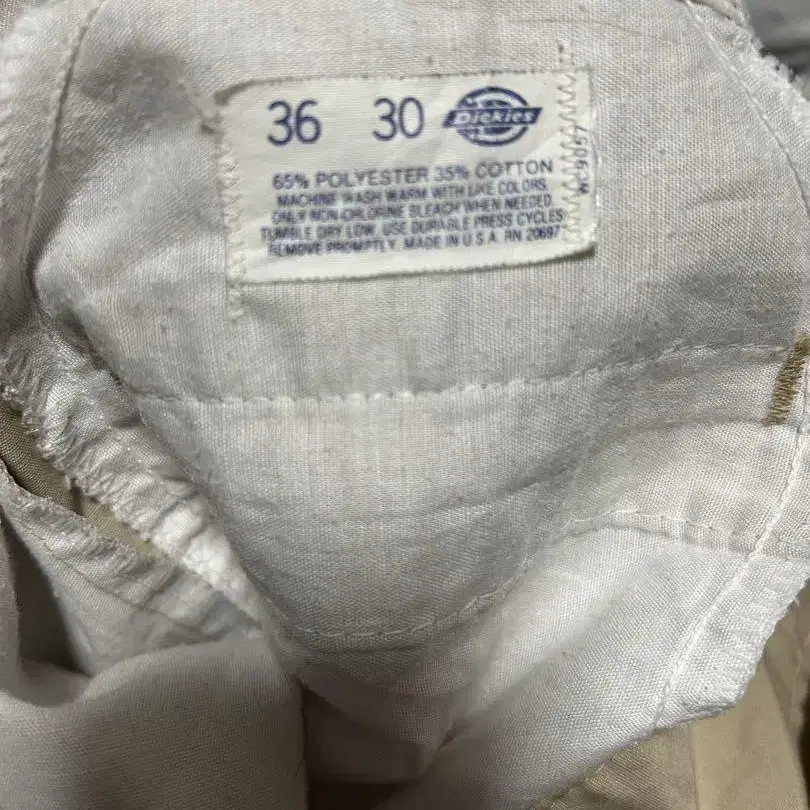 36 30 Dickies
65% POLYESTER 35% COTTON
MACHINE WASH WARM WITH LIKE COLORS.
ONLY NON-CHLORINE BLEACH WHEN NEEDED.
TUMBLE DRY LOW. USE DURABLE PRESS CYCLES
REMOVE PROMPTLY. MADE IN U S A RN 20697
WC9057